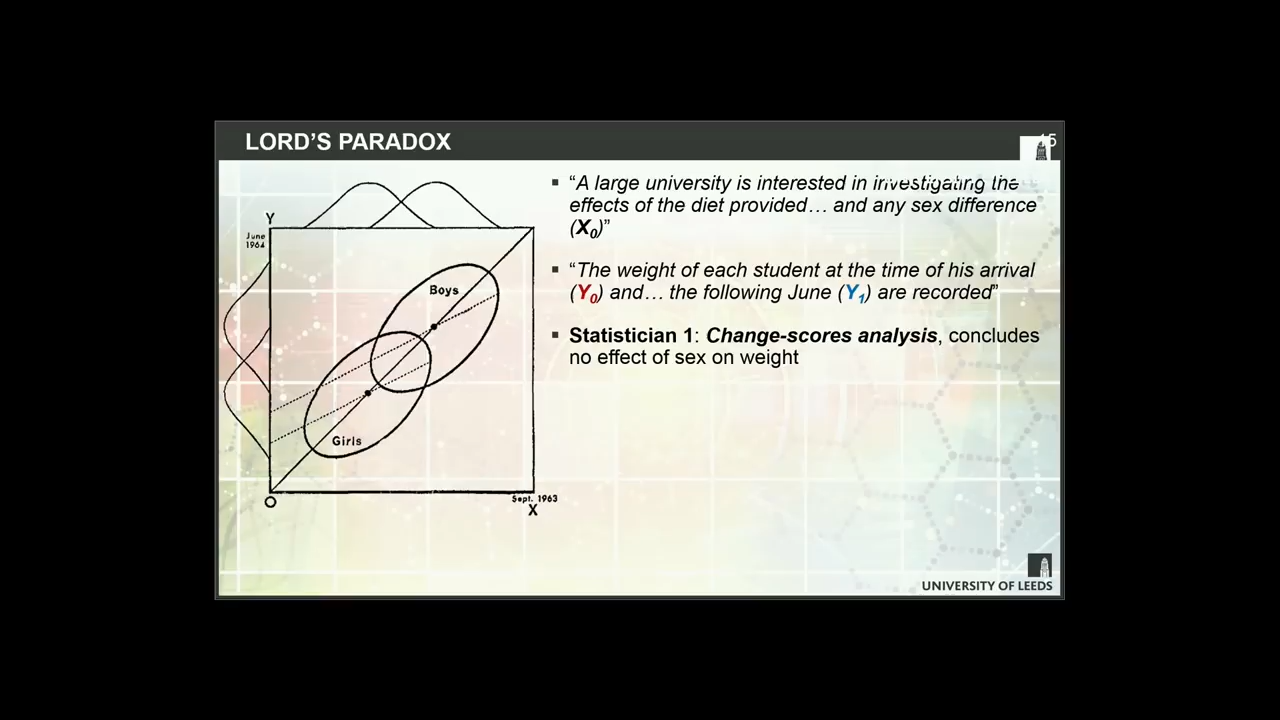 LORD'S PARADOX
15
Y
June
1964
Boys
Girls
O
Sept. 1963
X
▪ “A large university is interested in investigating the
effects of the diet provided… and any sex difference
(X0)”
▪ “The weight of each student at the time of his arrival
(Y0) and… the following June (Y1) are recorded”
▪ Statistician 1: Change-scores analysis, concludes
no effect of sex on weight
UNIVERSITY OF LEEDS